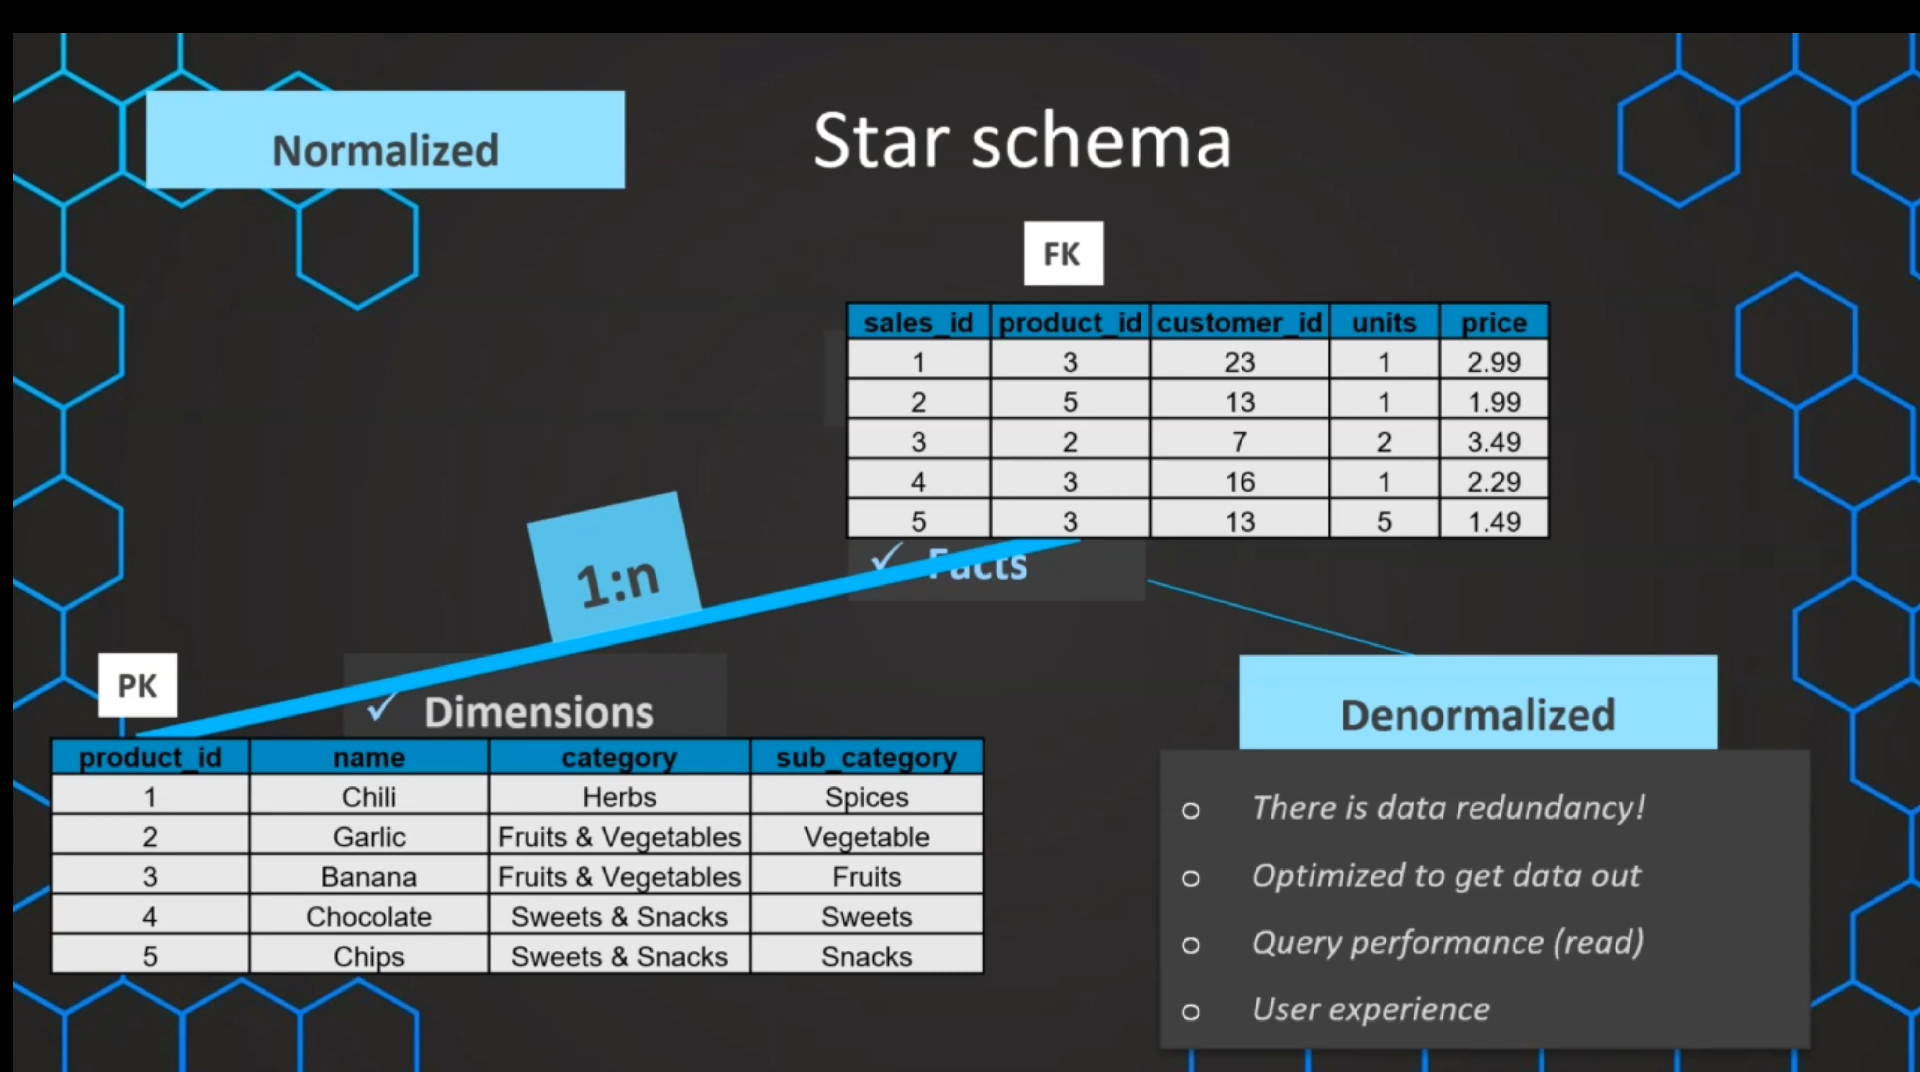 Normalized
Star schema
FK
sales_id product_id customer_id units price
1 3 23 1 2.99
2 5 13 1 1.99
3 2 7 2 3.49
4 3 16 1 2.29
5 3 13 5 1.49
✓ Facts
1:n
PK
✓ Dimensions
product_id name category sub_category
1 Chili Herbs Spices
2 Garlic Fruits & Vegetables Vegetable
3 Banana Fruits & Vegetables Fruits
4 Chocolate Sweets & Snacks Sweets
5 Chips Sweets & Snacks Snacks
Denormalized
o There is data redundancy!
o Optimized to get data out
o Query performance (read)
o User experience